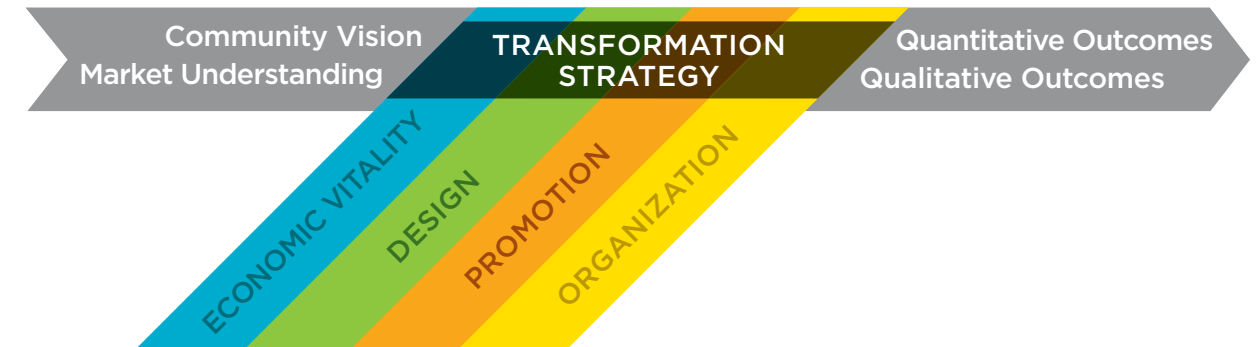 Community Vision
Market Understanding
TRANSFORMATION
STRATEGY
Quantitative Outcomes
Qualitative Outcomes
ECONOMIC VITALITY
DESIGN
PROMOTION
ORGANIZATION